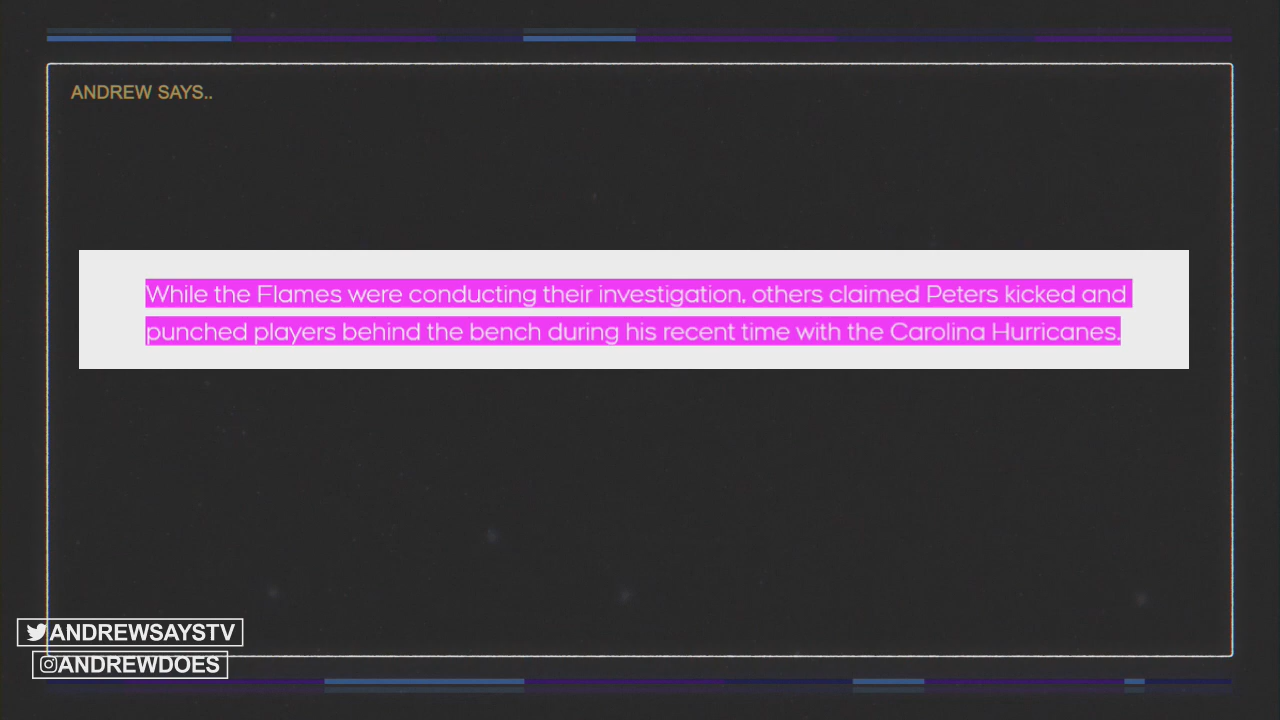 ANDREW SAYS..
While the Flames were conducting their investigation, others claimed Peters kicked and
punched players behind the bench during his recent time with the Carolina Hurricanes.
ANDREWSAYSTV
ANDREWDOES